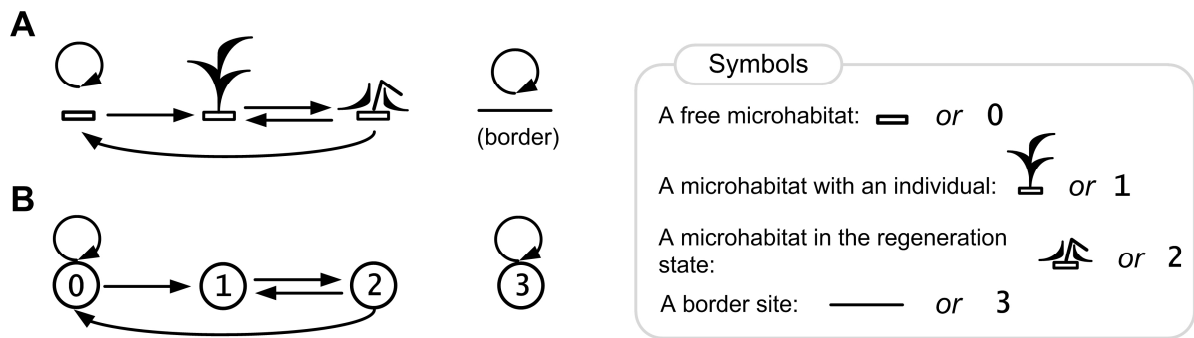 A
(border)
B
0 1 2 3
Symbols
A free microhabitat: or 0
A microhabitat with an individual: or 1
A microhabitat in the regeneration
state: or 2
A border site: or 3